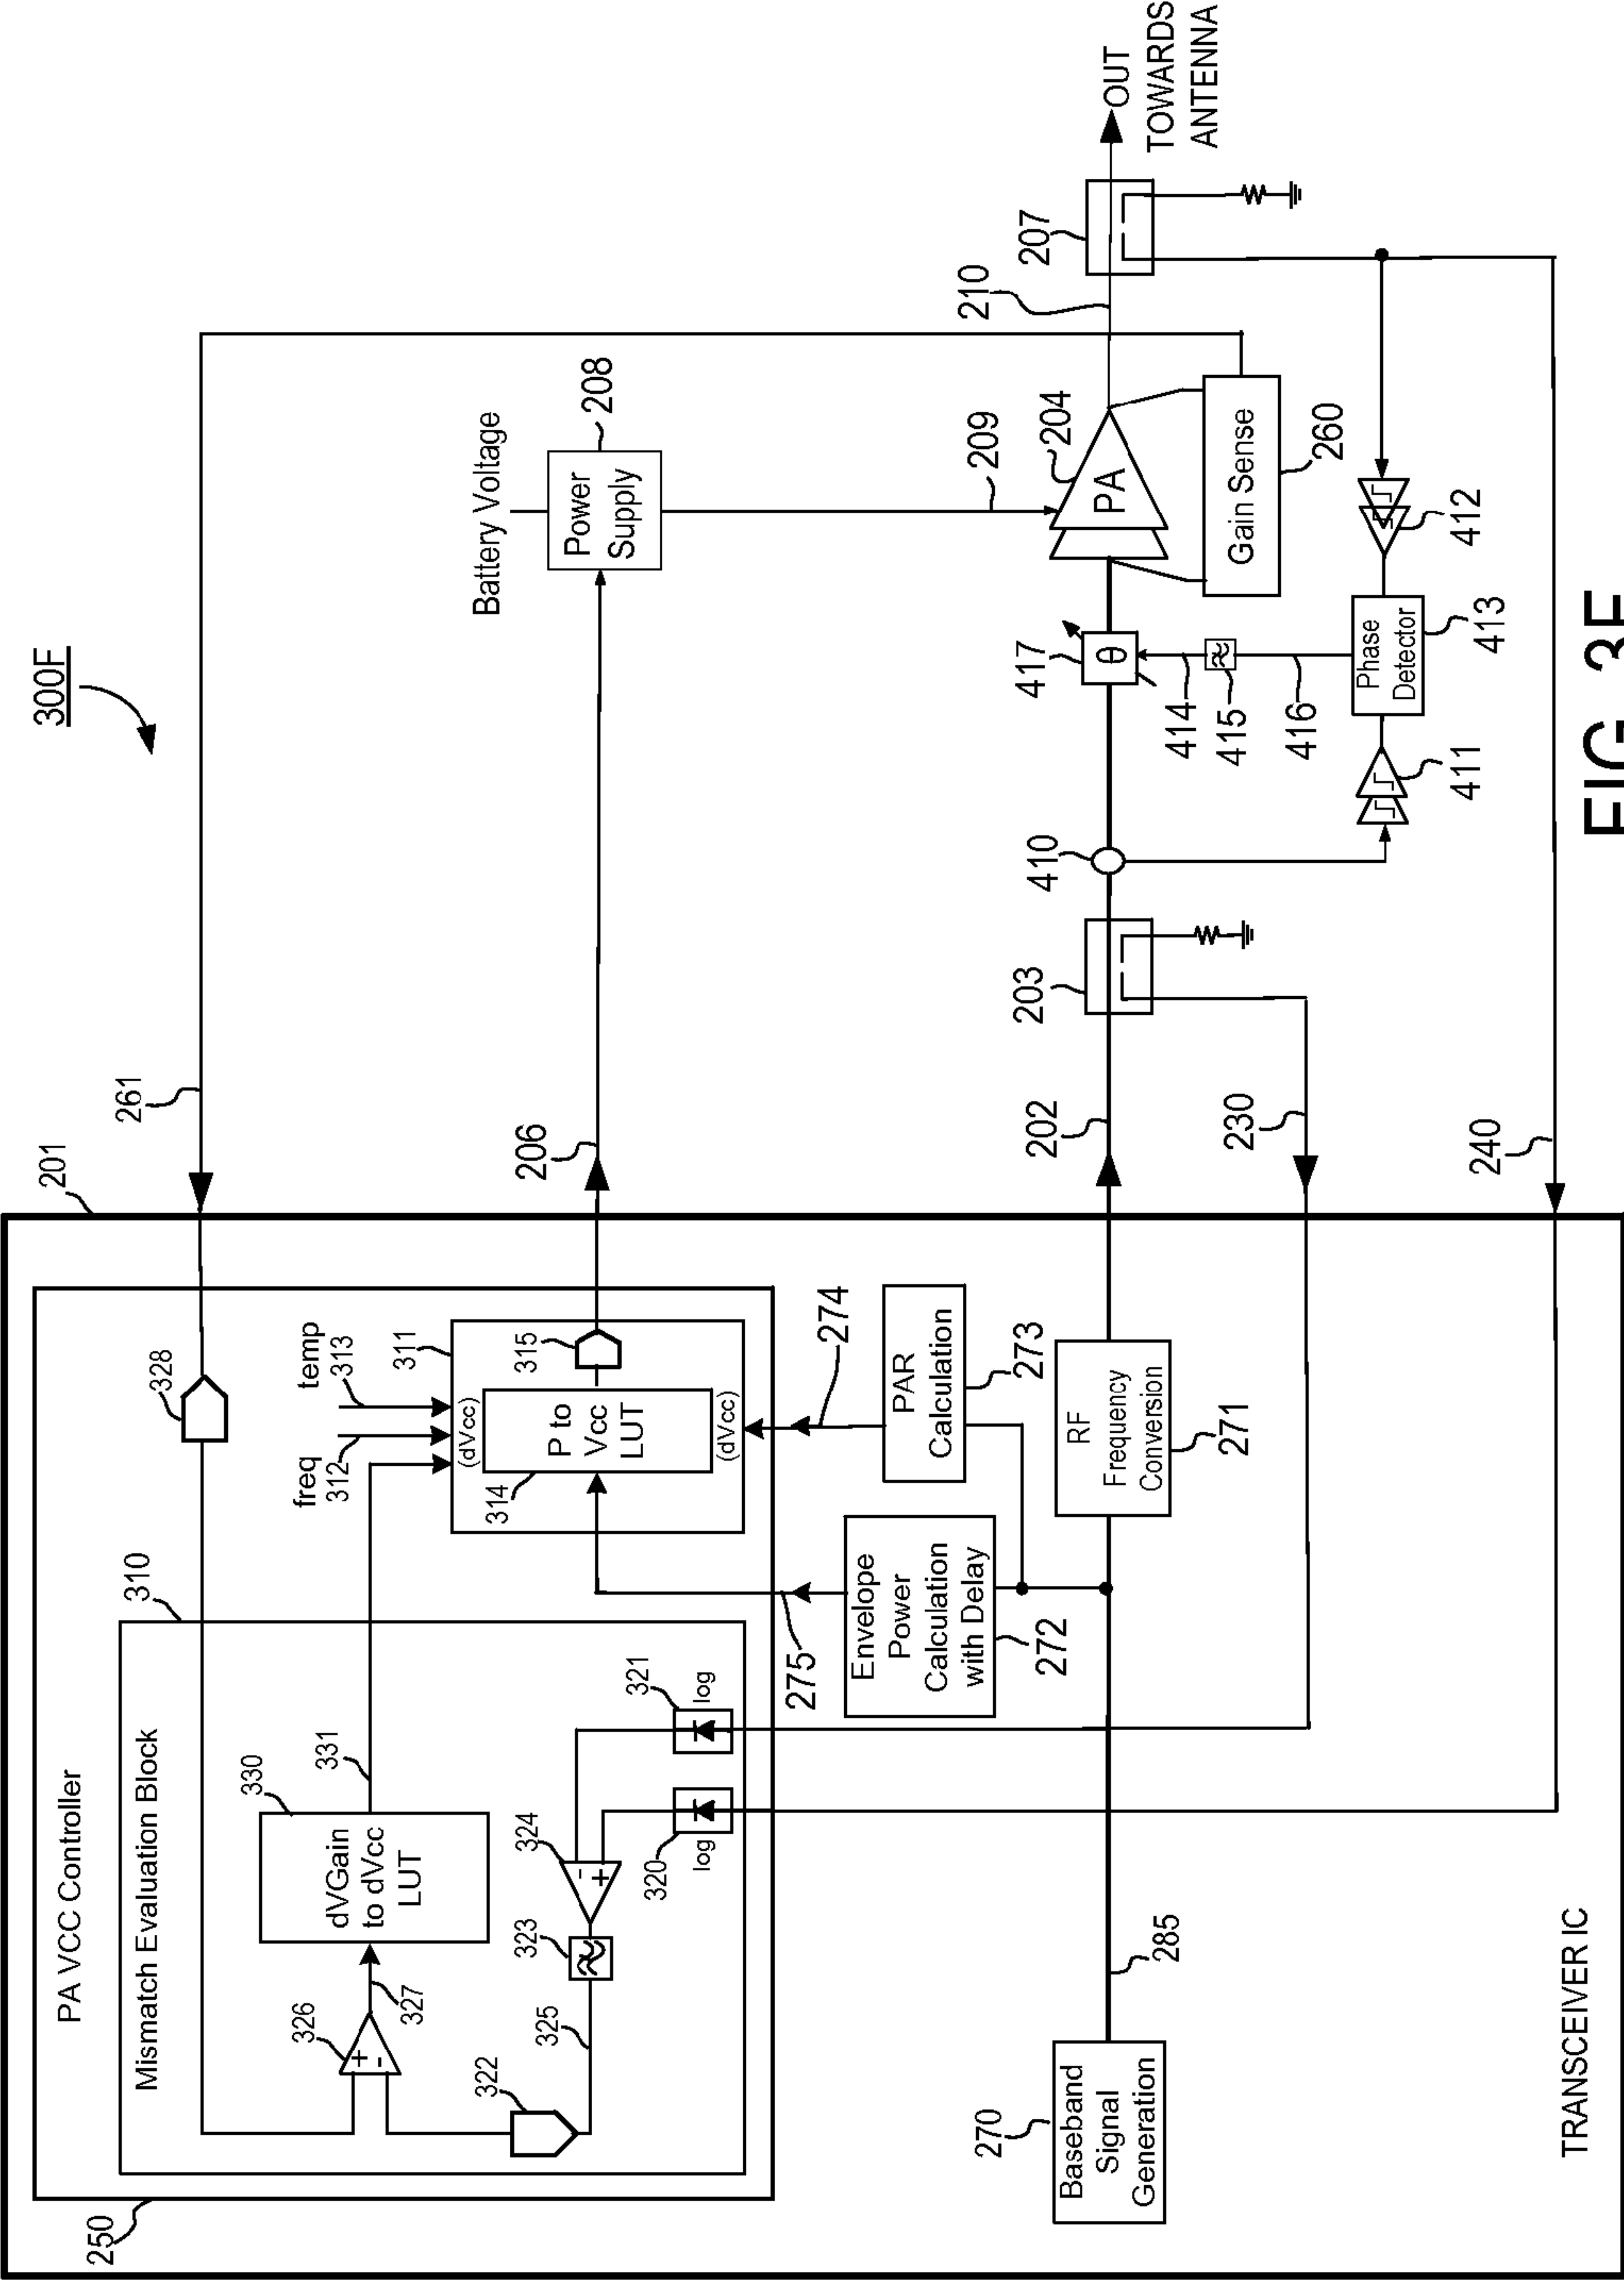 300F
201
261
250
PA VCC Controller
310
Mismatch Evaluation Block
328
temp
313
freq
312
311
(dVcc)
315
P to
Vcc
LUT
314
(dVcc)
330
331
dVGain
to dVcc
LUT
326
+
-
327
322
325
323
324
-
+
321
log
320
log
206
Battery Voltage
208
Power
Supply
209
274
275
PAR
Calculation
273
Envelope
Power
Calculation
with Delay
272
270
Baseband
Signal
Generation
285
RF
Frequency
Conversion
271
202
203
230
240
410
417
θ
414
415
416
204
PA
210
207
OUT
TOWARDS
ANTENNA
Gain Sense
260
411
Phase
Detector
413
412
TRANSCEIVER IC